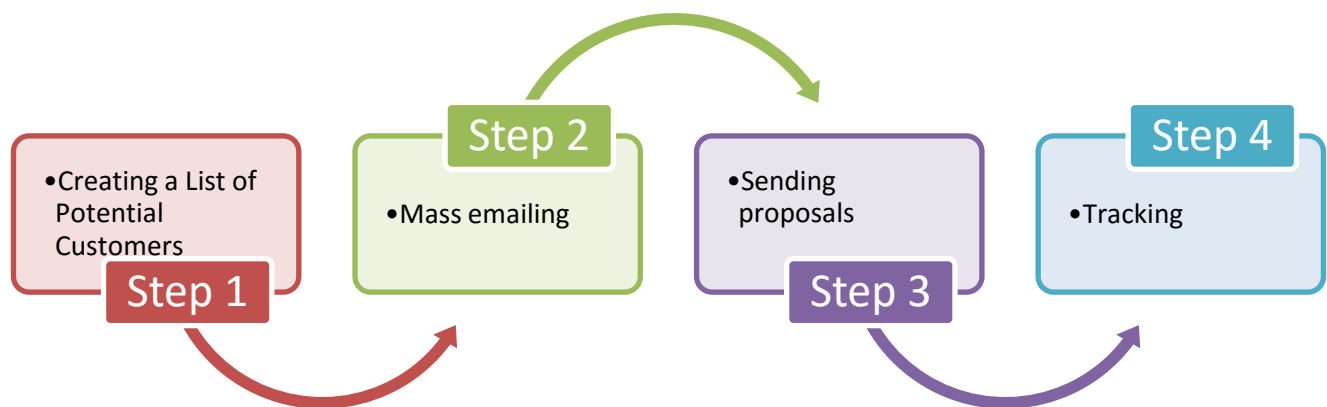 •Creating a List of
Potential
Customers
Step 1
Step 2
•Mass emailing
•Sending
proposals
Step 3
Step 4
•Tracking